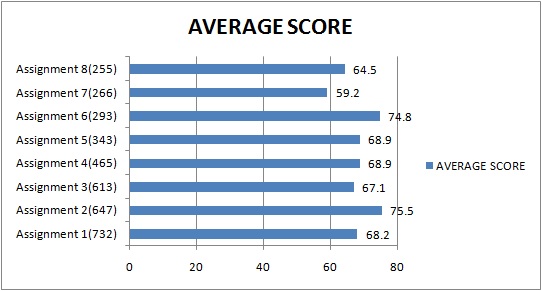 AVERAGE SCORE
Assignment 8(255) 64.5
Assignment 7(266) 59.2
Assignment 6(293) 74.8
Assignment 5(343) 68.9
Assignment 4(465) 68.9
AVERAGE SCORE
Assignment 3(613) 67.1
Assignment 2(647) 75.5
Assignment 1(732) 68.2
0 20 40 60 80